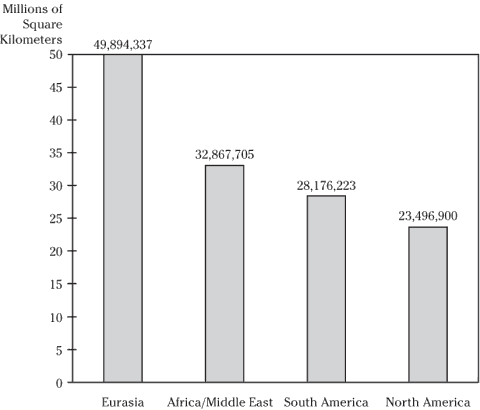 Millions of
Square
Kilometers
50
45
40
35
30
25
20
15
10
5
0
49,894,337
32,867,705
28,176,223
23,496,900
Eurasia
Africa/Middle East
South America
North America